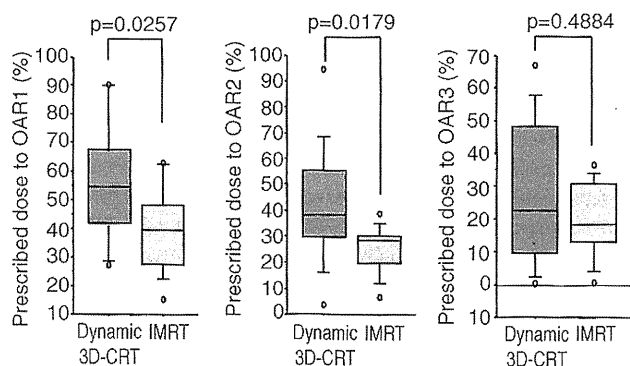 p=0.0257
Prescribed dose to OAR1 (%)
100
90
80
70
60
50
40
30
20
10
Dynamic IMRT
3D-CRT
p=0.0179
Prescribed dose to OAR2 (%)
100
90
80
70
60
50
40
30
20
10
0
Dynamic IMRT
3D-CRT
p=0.4884
Prescribed dose to OAR3 (%)
70
60
50
40
30
20
10
0
10
Dynamic IMRT
3D-CRT